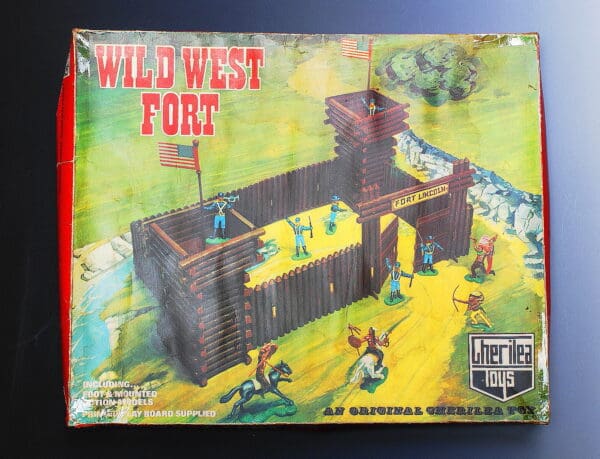 WILD WEST
FORT
FORT LINCOLN
Cherilea
Toys
INCLUDING...
FOOT & MOUNTED
ACTION MODELS
PRINTED PLAY BOARD SUPPLIED
AN ORIGINAL CHERILEA TOY